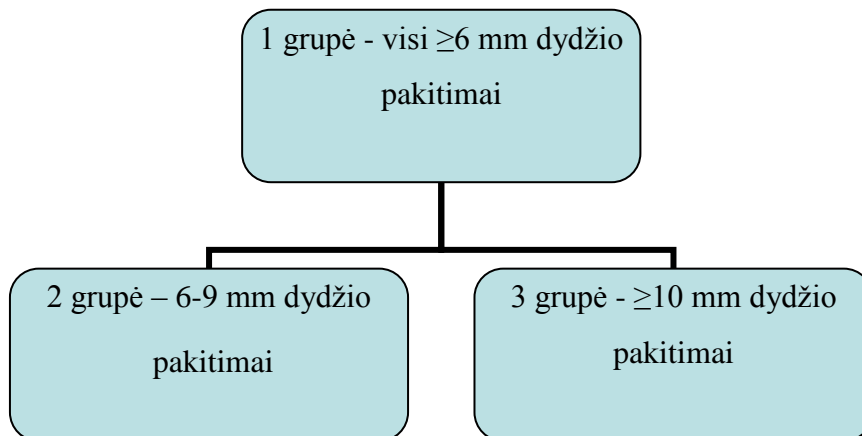 1 grupė - visi ≥6 mm dydžio
pakitimai
2 grupė – 6-9 mm dydžio
pakitimai
3 grupė - ≥10 mm dydžio
pakitimai